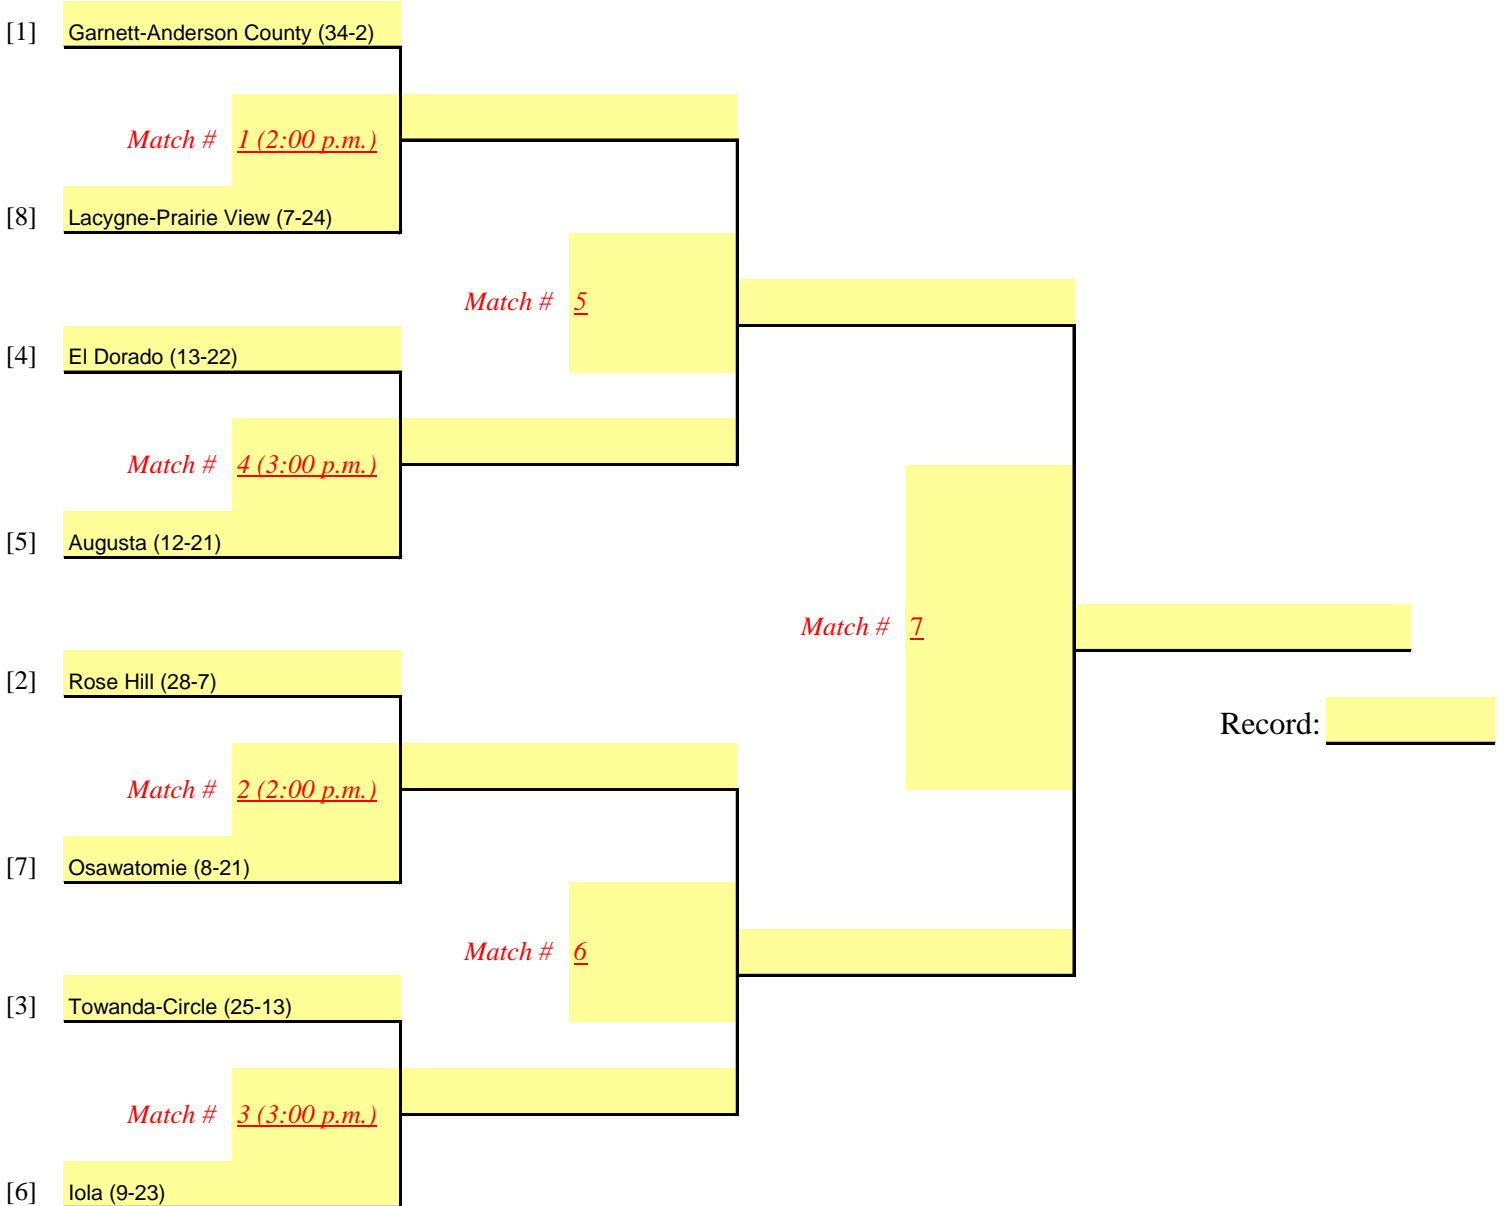 [1] Garnett-Anderson County (34-2)
Match # 1 (2:00 p.m.)
[8] Lacygne-Prairie View (7-24)
Match # 5
[4] El Dorado (13-22)
Match # 4 (3:00 p.m.)
[5] Augusta (12-21)
Match # 7
[2] Rose Hill (28-7)
Record:
Match # 2 (2:00 p.m.)
[7] Osawatomie (8-21)
Match # 6
[3] Towanda-Circle (25-13)
Match # 3 (3:00 p.m.)
[6] Iola (9-23)